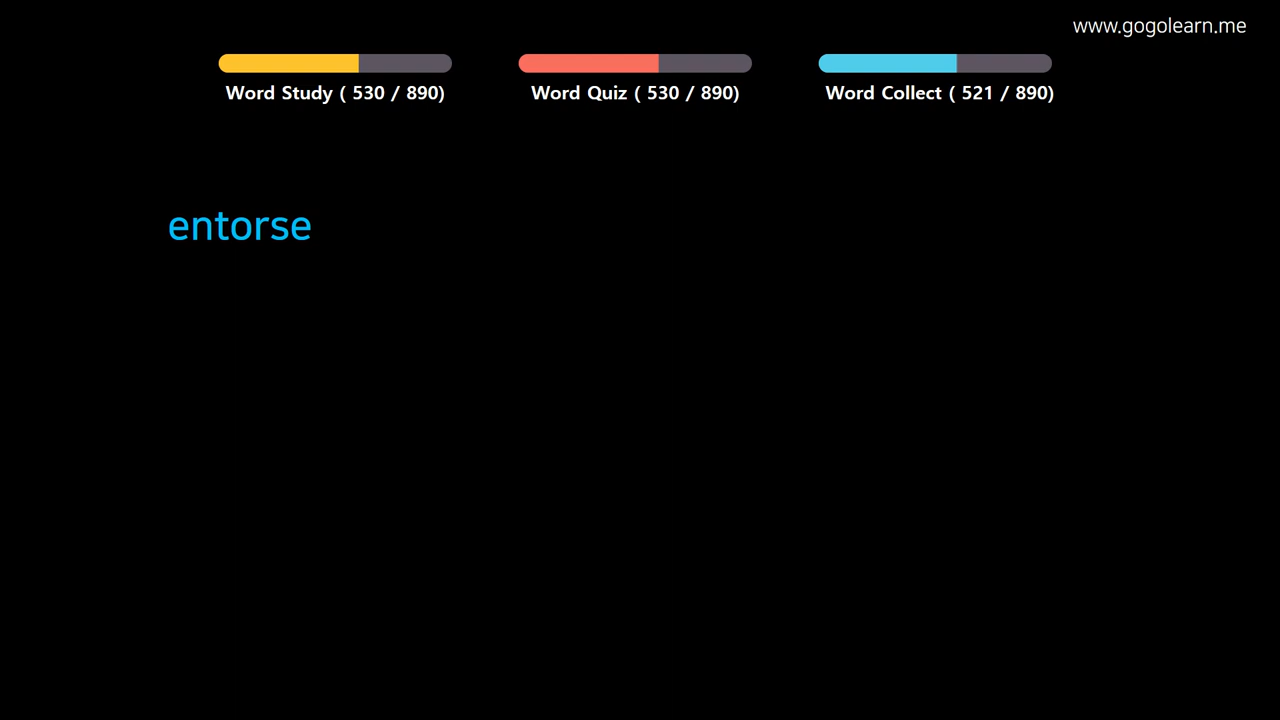 www.gogolearn.me
Word Study ( 530 / 890)
Word Quiz ( 530 / 890)
Word Collect ( 521 / 890)
entorse